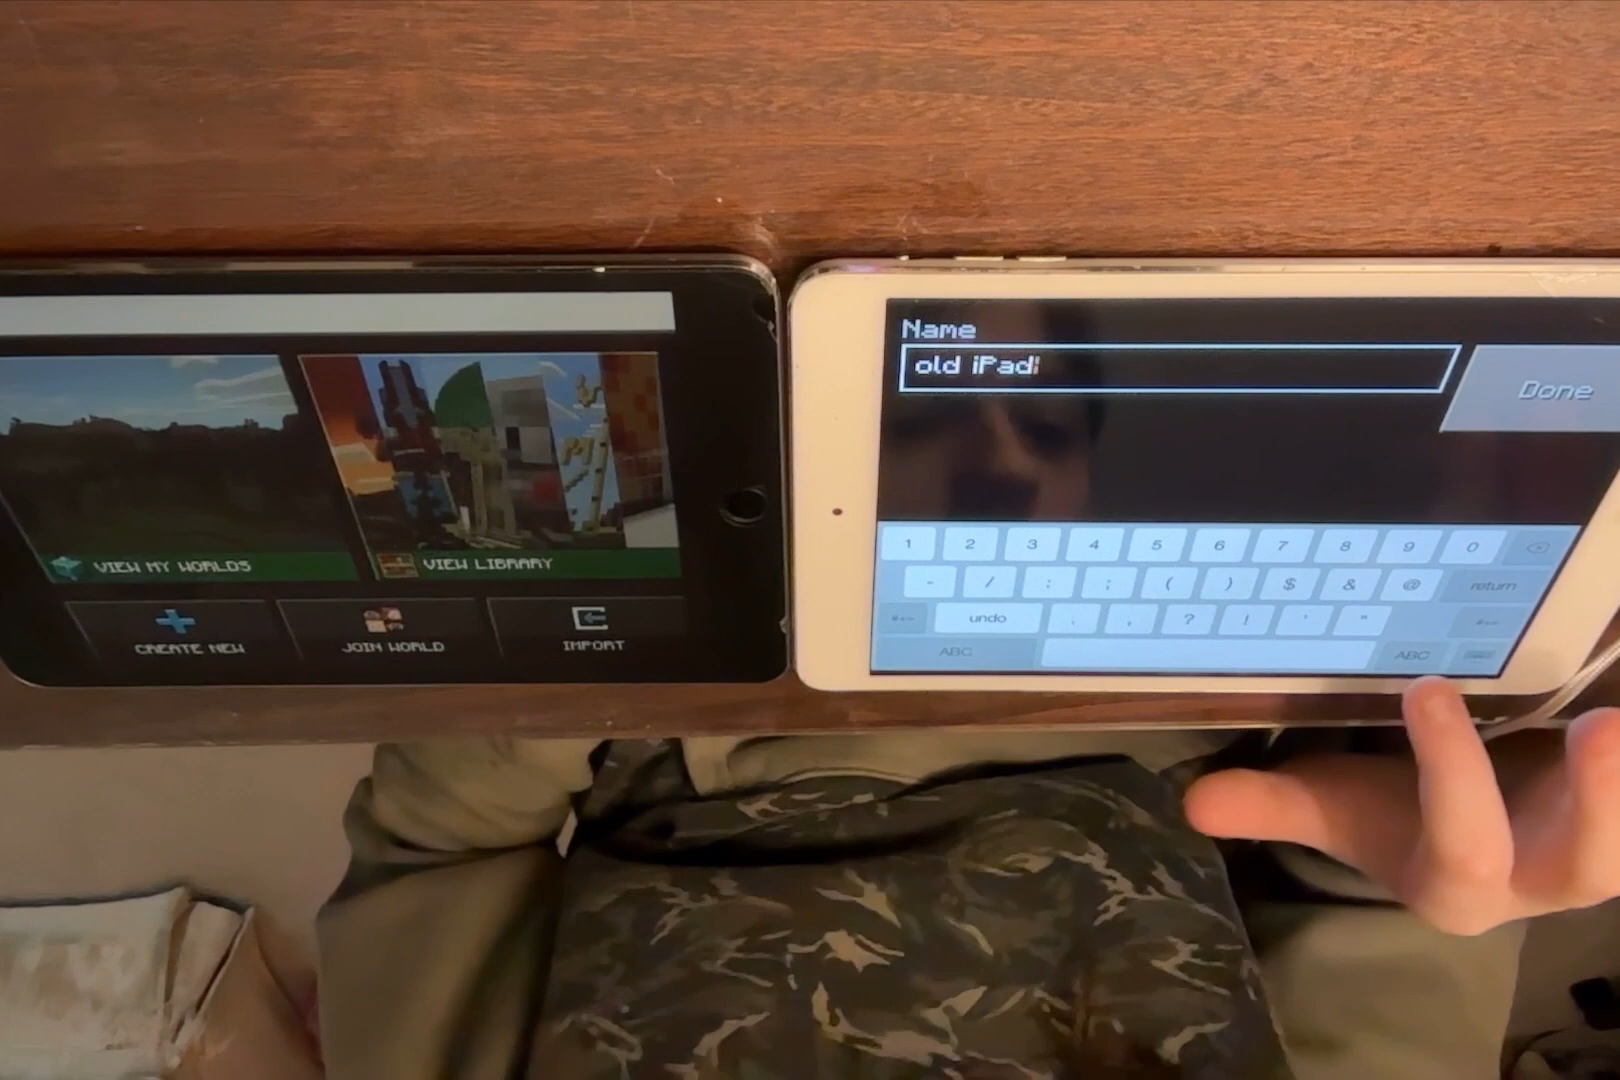 VIEW MY WORLDS
VIEW LIBRARY
CREATE NEW
JOIN WORLD
IMPORT
Name
old iPad
Done
1 2 3 4 5 6 7 8 9 0
- / : ; ( ) $ & @ return
#+= undo . , ? ! ' " #+=
ABC ABC